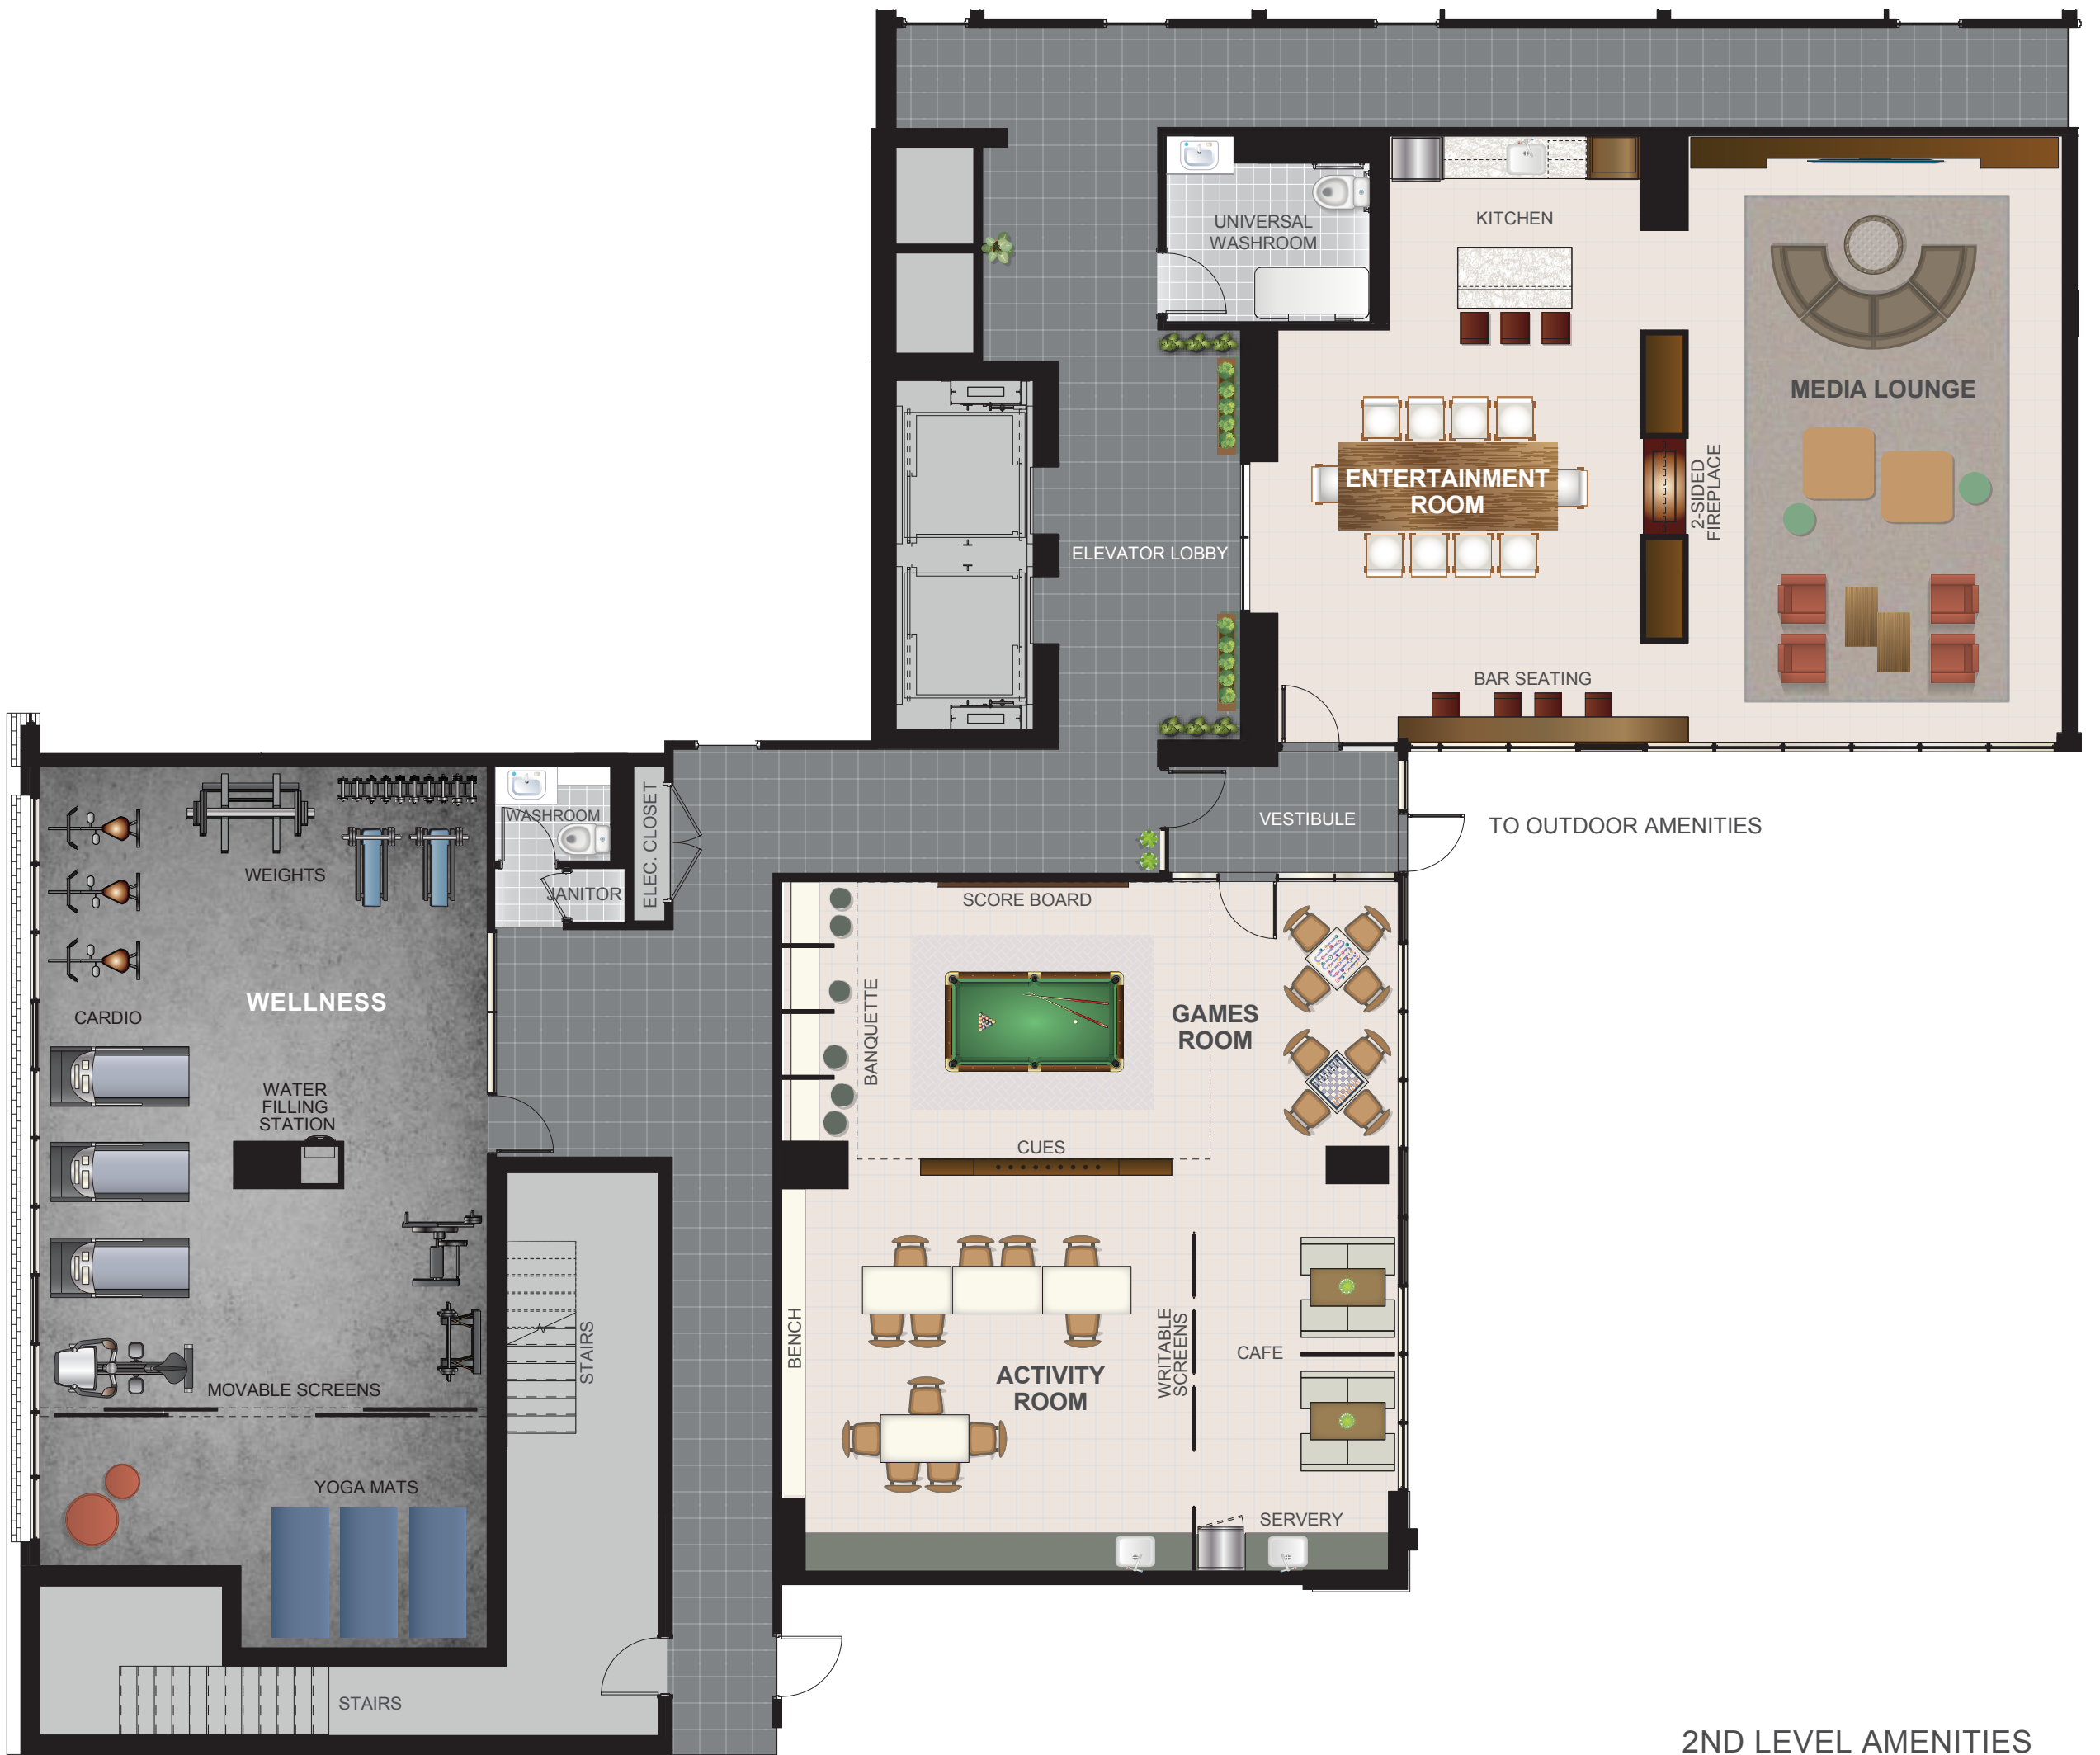 UNIVERSAL
WASHROOM
KITCHEN
MEDIA LOUNGE
ENTERTAINMENT
ROOM
2-SIDED
FIREPLACE
ELEVATOR LOBBY
BAR SEATING
VESTIBULE
TO OUTDOOR AMENITIES
WASHROOM
JANITOR
ELEC. CLOSET
WEIGHTS
WELLNESS
CARDIO
WATER
FILLING
STATION
MOVABLE SCREENS
YOGA MATS
STAIRS
STAIRS
SCORE BOARD
BANQUETTE
GAMES
ROOM
CUES
BENCH
ACTIVITY
ROOM
WRITABLE
SCREENS
CAFE
SERVERY
2ND LEVEL AMENITIES